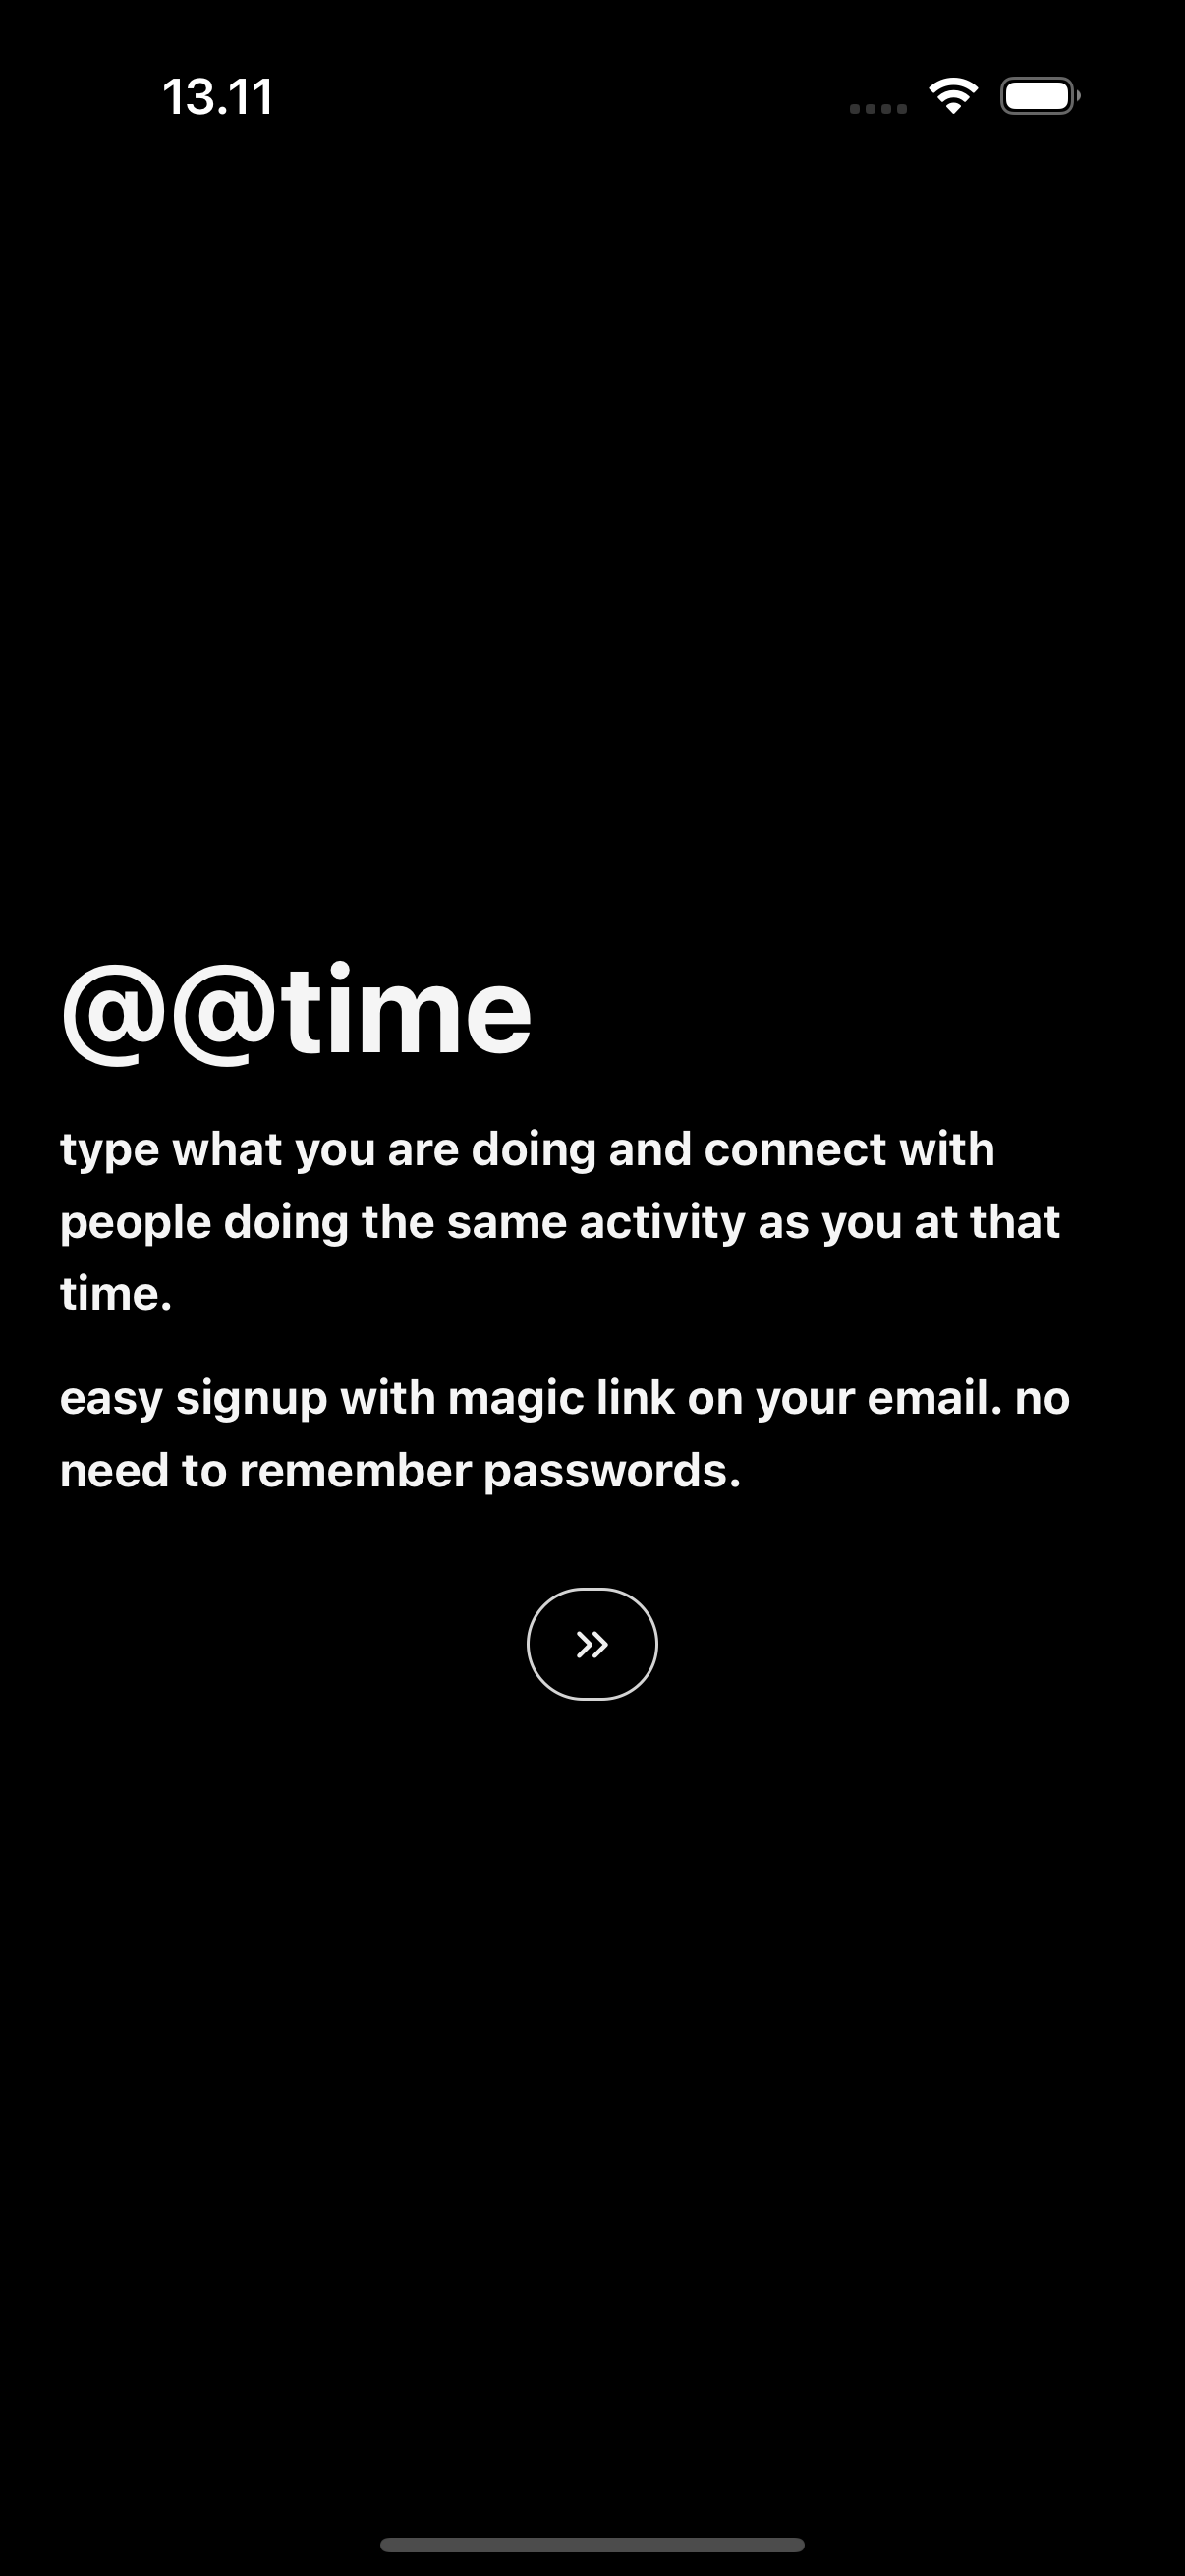 13.11
@@time
type what you are doing and connect with
people doing the same activity as you at that
time.
easy signup with magic link on your email. no
need to remember passwords.